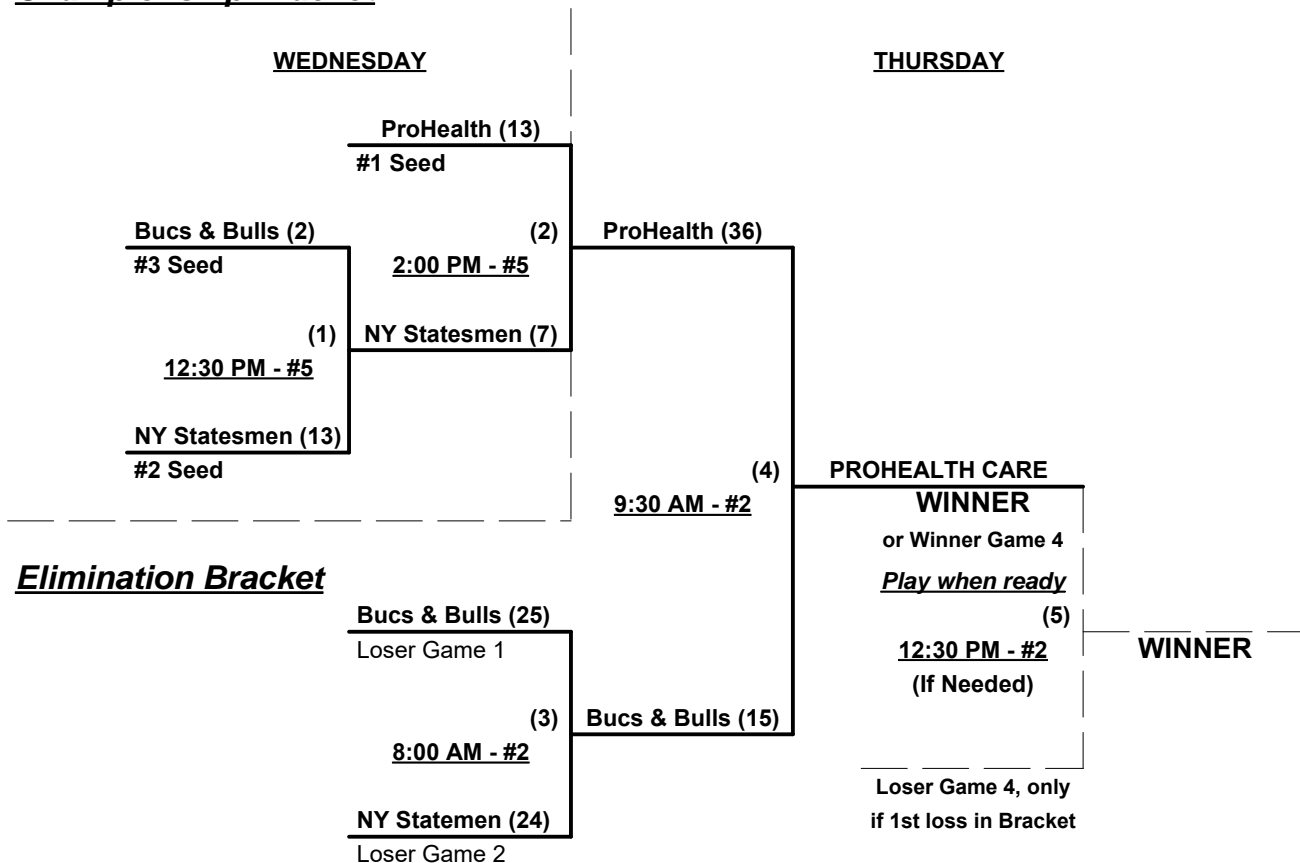 WEDNESDAY
THURSDAY
ProHealth (13)
#1 Seed
Bucs & Bulls (2)
#3 Seed
(2)
2:00 PM - #5
ProHealth (36)
(1)
12:30 PM - #5
NY Statesmen (7)
NY Statesmen (13)
#2 Seed
(4)
9:30 AM - #2
PROHEALTH CARE
WINNER
or Winner Game 4
Play when ready
(5)
12:30 PM - #2
(If Needed)
WINNER
Elimination Bracket
Bucs & Bulls (25)
Loser Game 1
(3)
8:00 AM - #2
Bucs & Bulls (15)
NY Statemen (24)
Loser Game 2
Loser Game 4, only
if 1st loss in Bracket